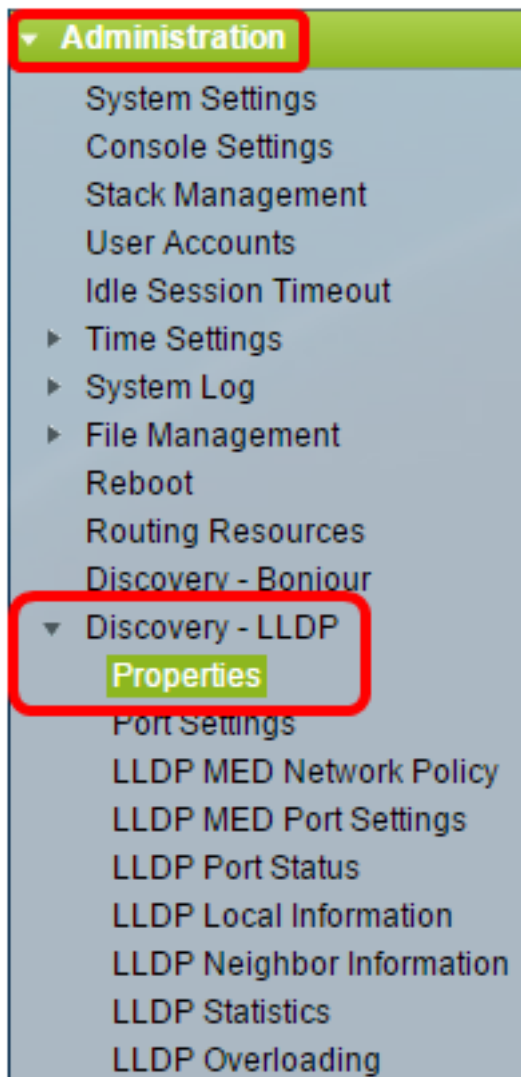 Administration
System Settings
Console Settings
Stack Management
User Accounts
Idle Session Timeout
Time Settings
System Log
File Management
Reboot
Routing Resources
Discovery - Bonjour
Discovery - LLDP
Properties
Port Settings
LLDP MED Network Policy
LLDP MED Port Settings
LLDP Port Status
LLDP Local Information
LLDP Neighbor Information
LLDP Statistics
LLDP Overloading